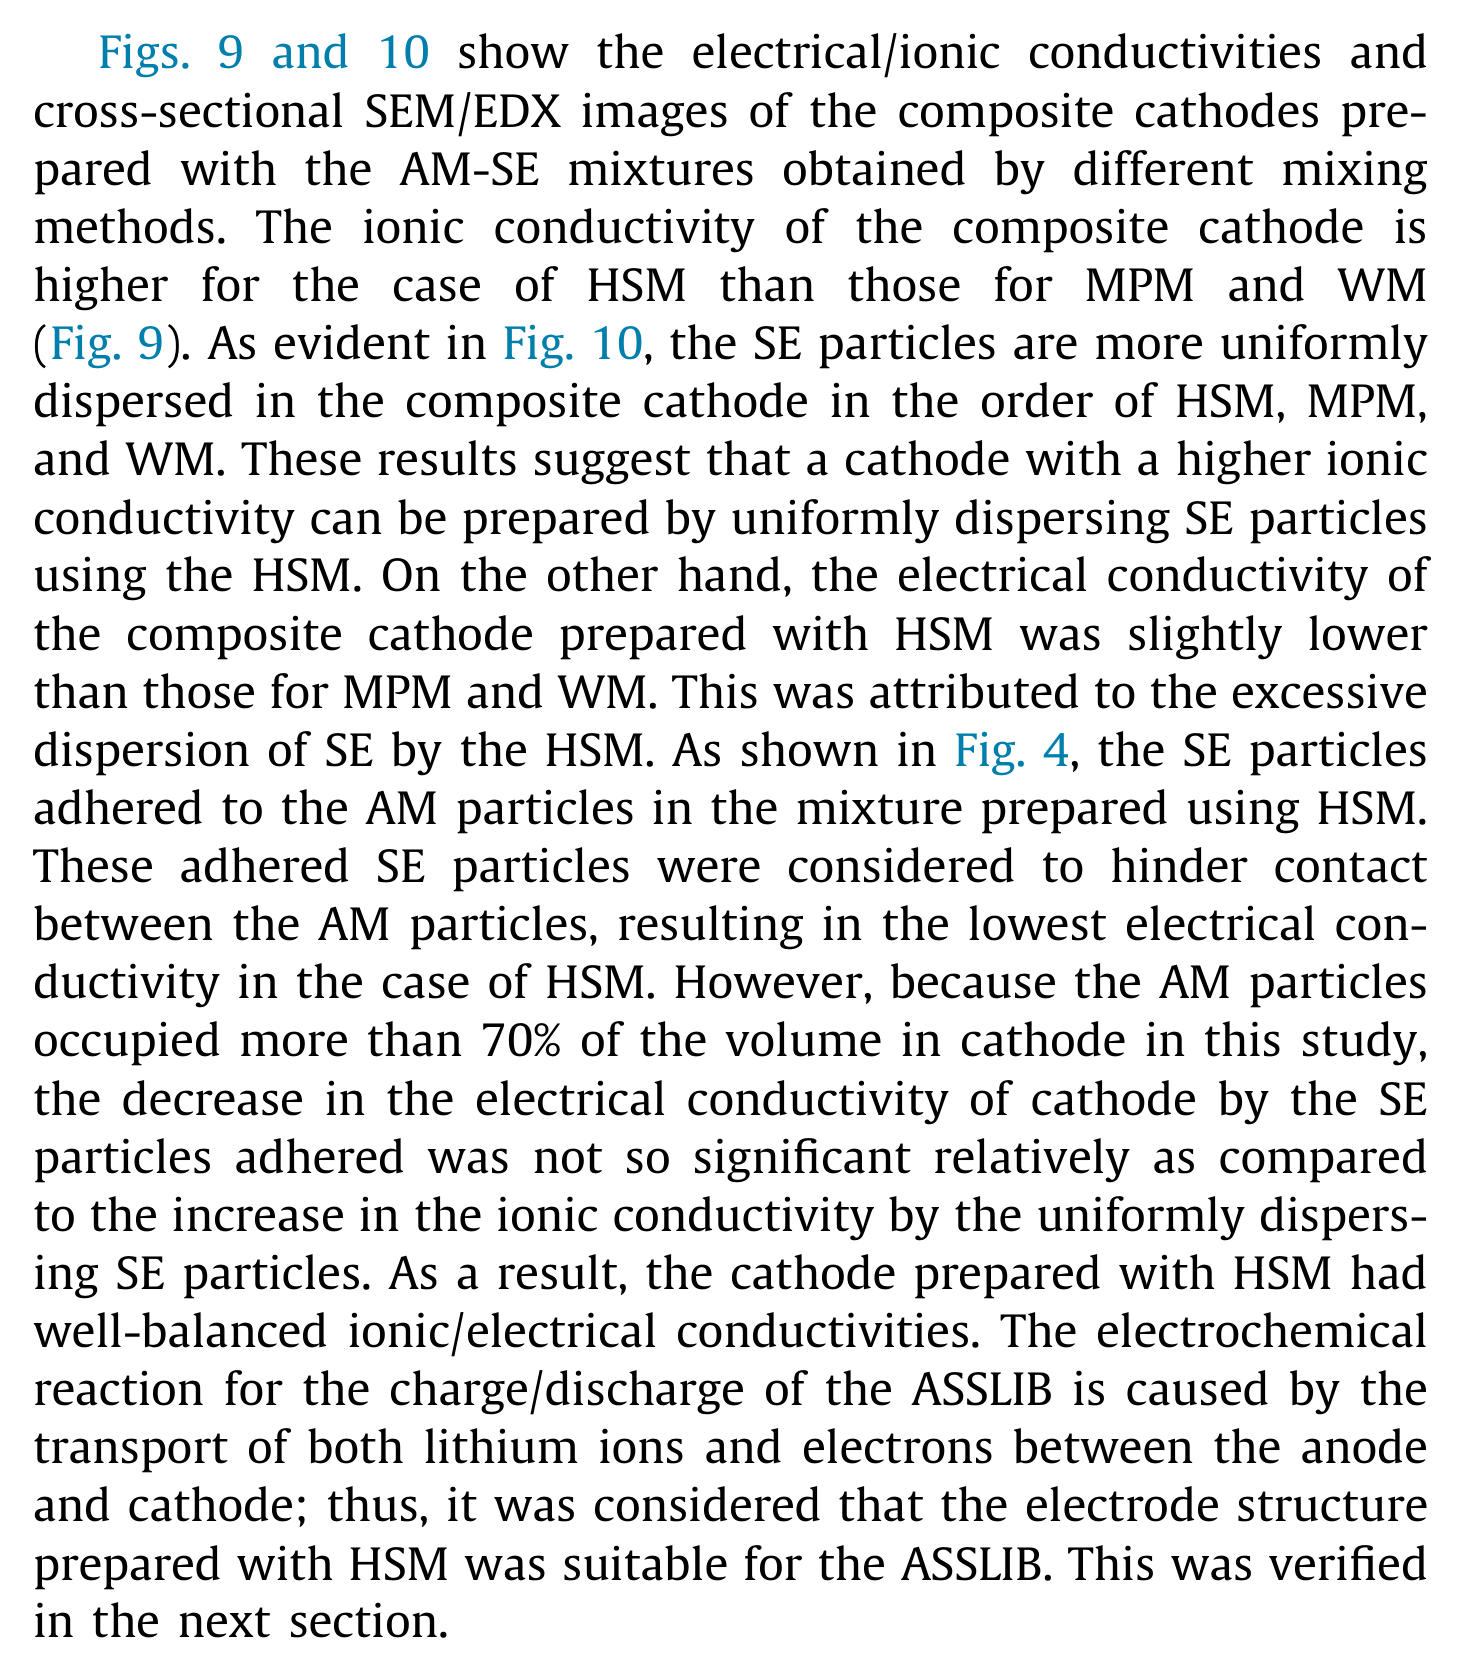 Figs. 9 and 10 show the electrical/ionic conductivities and
cross-sectional SEM/EDX images of the composite cathodes pre-
pared with the AM-SE mixtures obtained by different mixing
methods. The ionic conductivity of the composite cathode is
higher for the case of HSM than those for MPM and WM
(Fig. 9). As evident in Fig. 10, the SE particles are more uniformly
dispersed in the composite cathode in the order of HSM, MPM,
and WM. These results suggest that a cathode with a higher ionic
conductivity can be prepared by uniformly dispersing SE particles
using the HSM. On the other hand, the electrical conductivity of
the composite cathode prepared with HSM was slightly lower
than those for MPM and WM. This was attributed to the excessive
dispersion of SE by the HSM. As shown in Fig. 4, the SE particles
adhered to the AM particles in the mixture prepared using HSM.
These adhered SE particles were considered to hinder contact
between the AM particles, resulting in the lowest electrical con-
ductivity in the case of HSM. However, because the AM particles
occupied more than 70% of the volume in cathode in this study,
the decrease in the electrical conductivity of cathode by the SE
particles adhered was not so significant relatively as compared
to the increase in the ionic conductivity by the uniformly dispers-
ing SE particles. As a result, the cathode prepared with HSM had
well-balanced ionic/electrical conductivities. The electrochemical
reaction for the charge/discharge of the ASSLIB is caused by the
transport of both lithium ions and electrons between the anode
and cathode; thus, it was considered that the electrode structure
prepared with HSM was suitable for the ASSLIB. This was verified
in the next section.